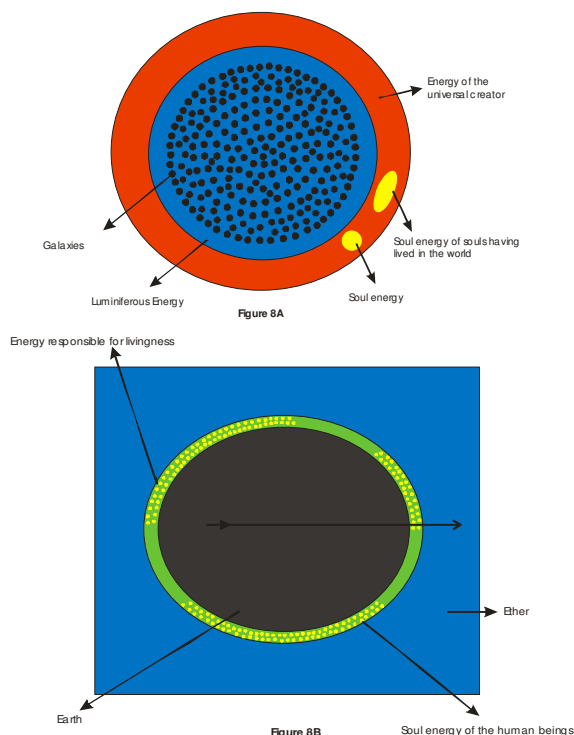 Energy of the
universal creator
Galaxies
Soul energy of souls having
lived in the world
Luminiferous Energy
Soul energy
Figure 8A
Energy responsible for livingness
Ether
Earth
Soul energy of the human beings
Figure 8B